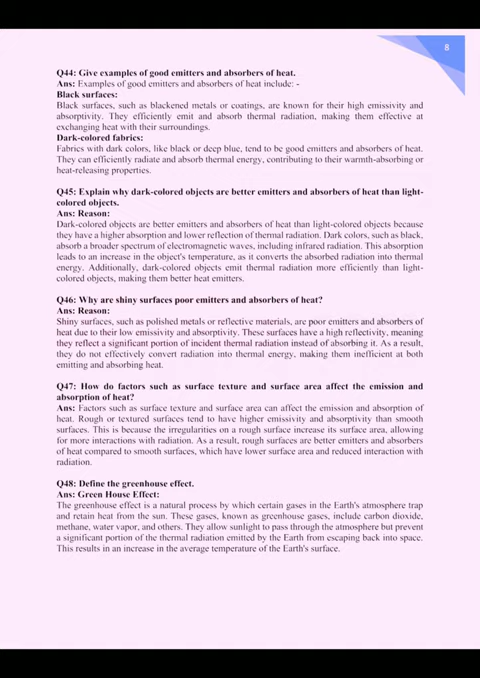 8
Q44: Give examples of good emitters and absorbers of heat.
Ans: Examples of good emitters and absorbers of heat include: -
Black surfaces:
Black surfaces, such as blackened metals or coatings, are known for their high emissivity and
absorptivity. They efficiently emit and absorb thermal radiation, making them effective at
exchanging heat with their surroundings.
Dark-colored fabrics:
Fabrics with dark colors, like black or deep blue, tend to be good emitters and absorbers of heat.
They can efficiently radiate and absorb thermal energy, contributing to their warmth-absorbing or
heat-releasing properties.
Q45: Explain why dark-colored objects are better emitters and absorbers of heat than light-
colored objects.
Ans: Reason:
Dark-colored objects are better emitters and absorbers of heat than light-colored objects because
they have a higher absorption and lower reflection of thermal radiation. Dark colors, such as black,
absorb a broader spectrum of electromagnetic waves, including infrared radiation. This absorption
leads to an increase in the object's temperature, as it converts the absorbed radiation into thermal
energy. Additionally, dark-colored objects emit thermal radiation more efficiently than light-
colored objects, making them better heat emitters.
Q46: Why are shiny surfaces poor emitters and absorbers of heat?
Ans: Reason:
Shiny surfaces, such as polished metals or reflective materials, are poor emitters and absorbers of
heat due to their low emissivity and absorptivity. These surfaces have a high reflectivity, meaning
they reflect a significant portion of incident thermal radiation instead of absorbing it. As a result,
they do not effectively convert radiation into thermal energy, making them inefficient at both
emitting and absorbing heat.
Q47: How do factors such as surface texture and surface area affect the emission and
absorption of heat?
Ans: Factors such as surface texture and surface area can affect the emission and absorption of
heat. Rough or textured surfaces tend to have higher emissivity and absorptivity than smooth
surfaces. This is because the irregularities on a rough surface increase its surface area, allowing
for more interactions with radiation. As a result, rough surfaces are better emitters and absorbers
of heat compared to smooth surfaces, which have lower surface area and reduced interaction with
radiation.
Q48: Define the greenhouse effect.
Ans: Green House Effect:
The greenhouse effect is a natural process by which certain gases in the Earth's atmosphere trap
and retain heat from the sun. These gases, known as greenhouse gases, include carbon dioxide,
methane, water vapor, and others. They allow sunlight to pass through the atmosphere but prevent
a significant portion of the thermal radiation emitted by the Earth from escaping back into space.
This results in an increase in the average temperature of the Earth's surface.